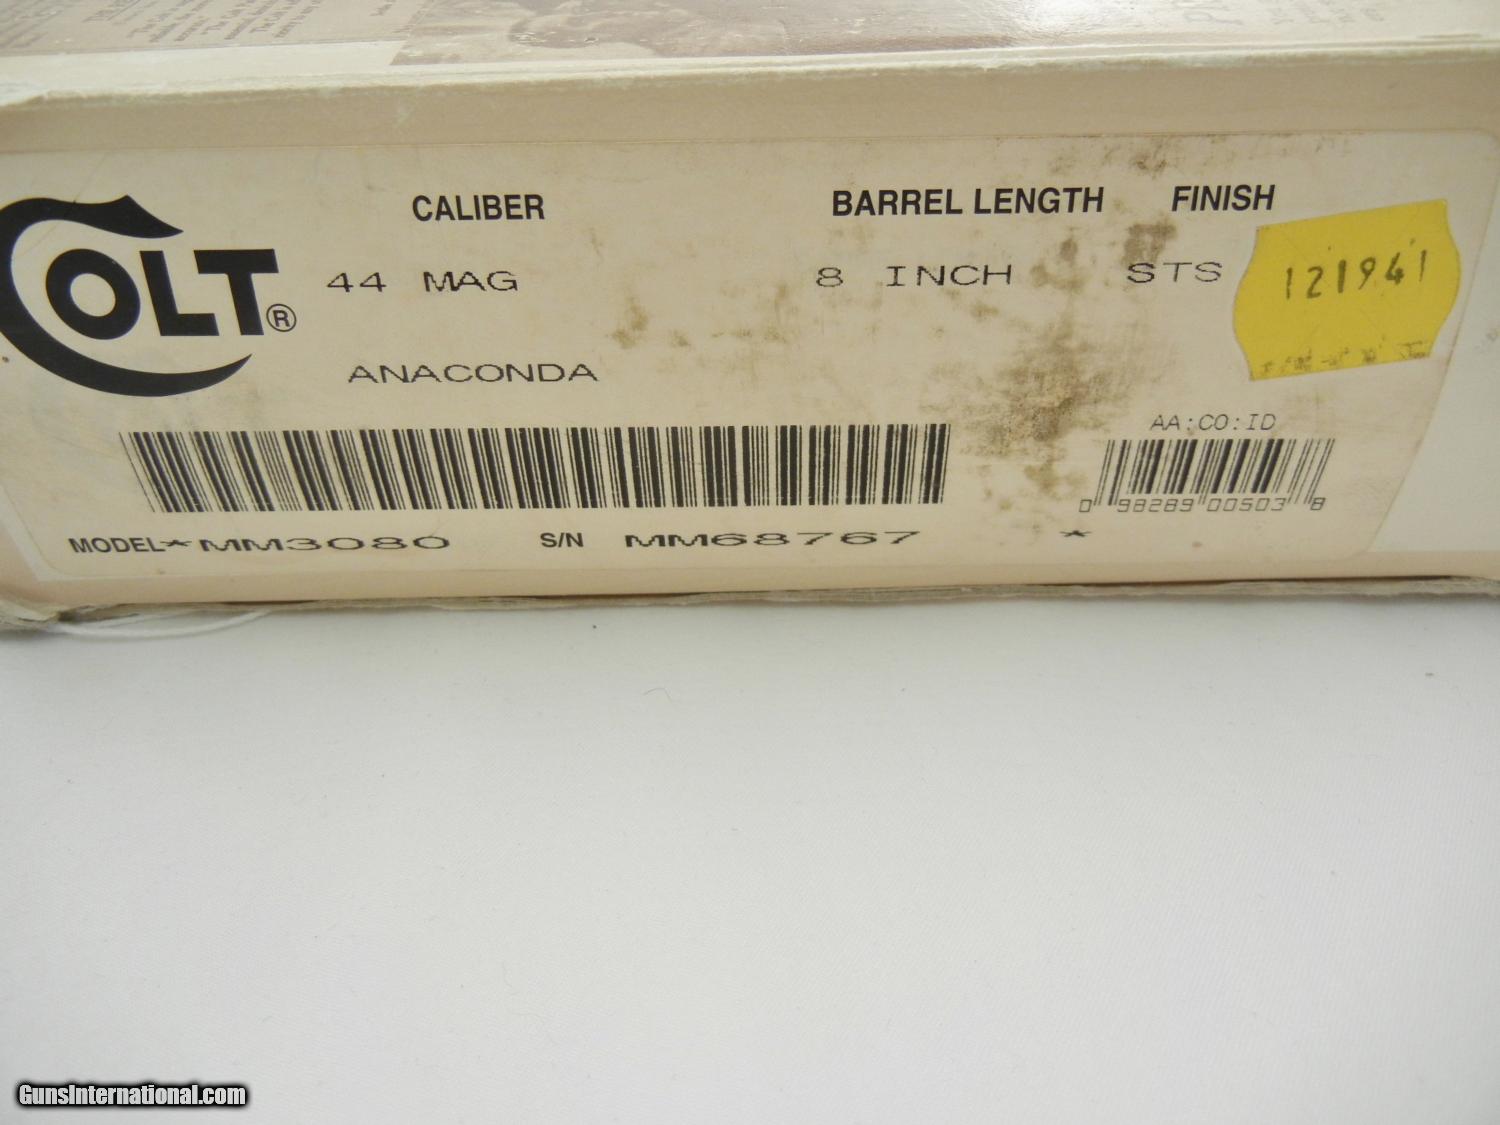 COLT®
CALIBER BARREL LENGTH FINISH
44 MAG 8 INCH STS
121941
ANACONDA
AA:CO:ID
0 98289 00503 8
MODEL*MM3080 S/N MM68767 *
GunsInternational.com